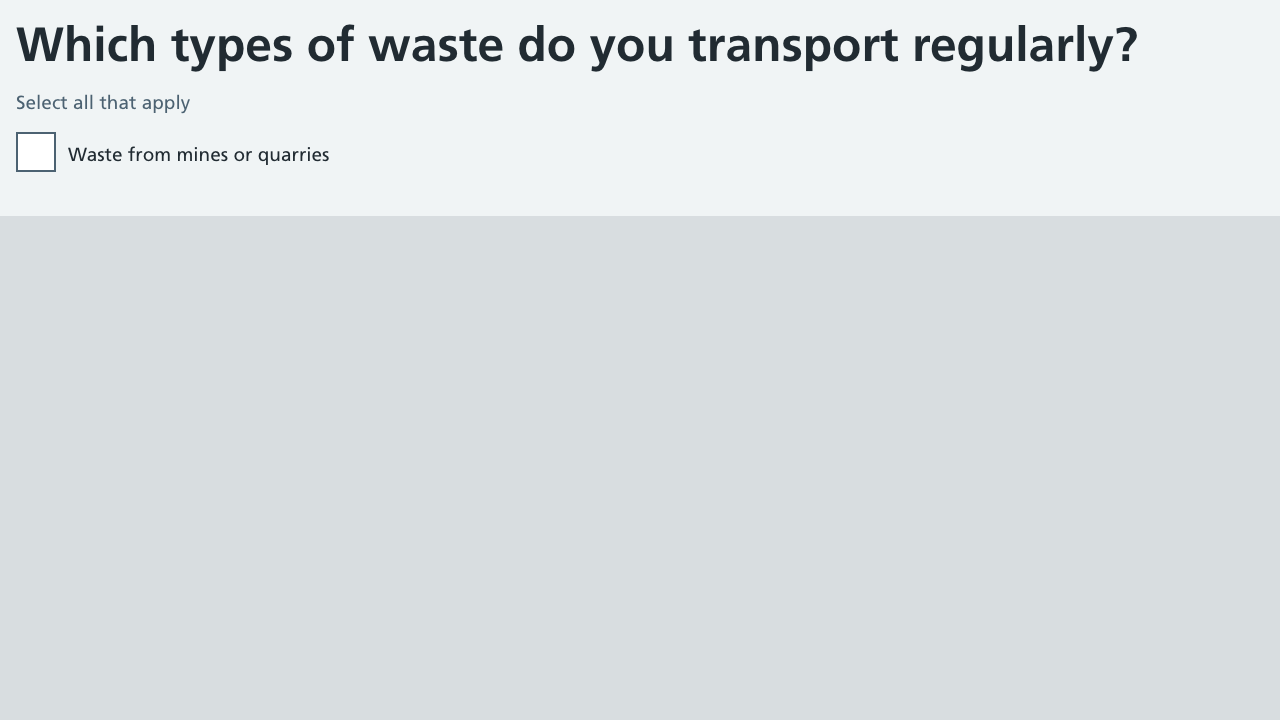 Which types of waste do you transport regularly?
Select all that apply
Waste from mines or quarries